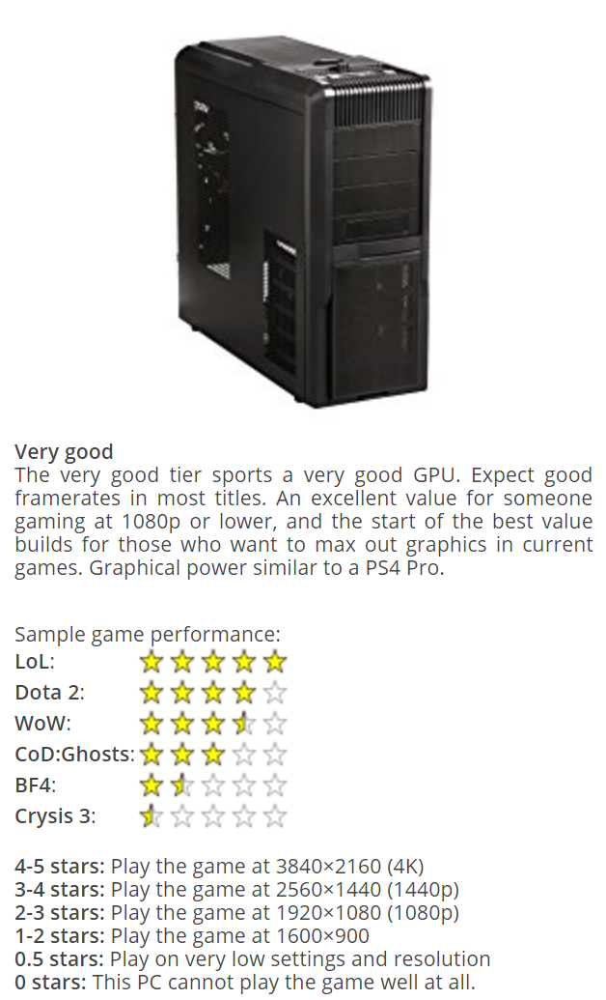 Very good
The very good tier sports a very good GPU. Expect good
framerates in most titles. An excellent value for someone
gaming at 1080p or lower, and the start of the best value
builds for those who want to max out graphics in current
games. Graphical power similar to a PS4 Pro.
Sample game performance:
LoL:
Dota 2:
WoW:
CoD:Ghosts:
BF4:
Crysis 3:
4-5 stars: Play the game at 3840×2160 (4K)
3-4 stars: Play the game at 2560×1440 (1440p)
2-3 stars: Play the game at 1920×1080 (1080p)
1-2 stars: Play the game at 1600×900
0.5 stars: Play on very low settings and resolution
0 stars: This PC cannot play the game well at all.